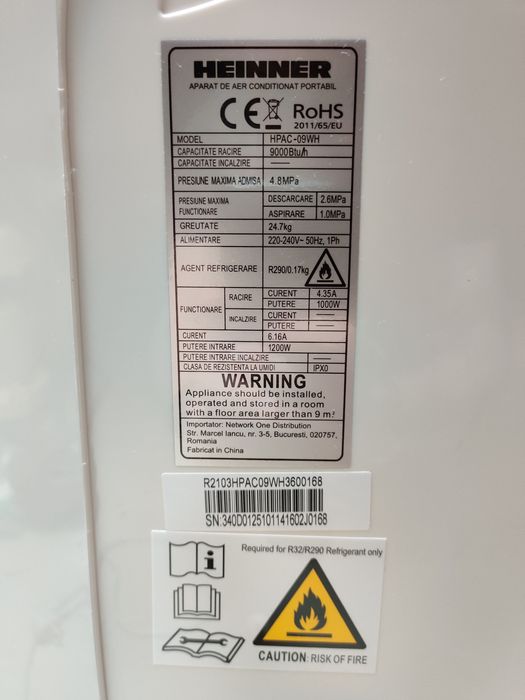 HEINNER
APARAT DE AER CONDITIONAT PORTABIL
CE RoHS
2011/65/EU
MODEL HPAC-09WH
CAPACITATE RACIRE 9000Btu/h
CAPACITATE INCALZIRE ——
PRESIUNE MAXIMA ADMISA 4.8MPa
PRESIUNE MAXIMA FUNCTIONARE DESCARCARE 2.6MPa
ASPIRARE 1.0MPa
GREUTATE 24.7kg
ALIMENTARE 220-240V~ 50Hz, 1Ph
AGENT REFRIGERARE R290/0.17kg
FUNCTIONARE RACIRE CURENT 4.35A
PUTERE 1000W
INCALZIRE CURENT ——
PUTERE ——
CURENT 6.16A
PUTERE INTRARE 1200W
PUTERE INTRARE INCALZIRE ——
CLASA DE REZISTENTA LA UMIDI IPX0
WARNING
Appliance should be installed,
operated and stored in a room
with a floor area larger than 9 m²
Importator: Network One Distribution
Str. Marcel Iancu, nr. 3-5, Bucuresti, 020757,
Romania
Fabricat in China
R2103HPAC09WH3600168
SN:340D0125101141602J0168
Required for R32/R290 Refrigerant only
CAUTION: RISK OF FIRE